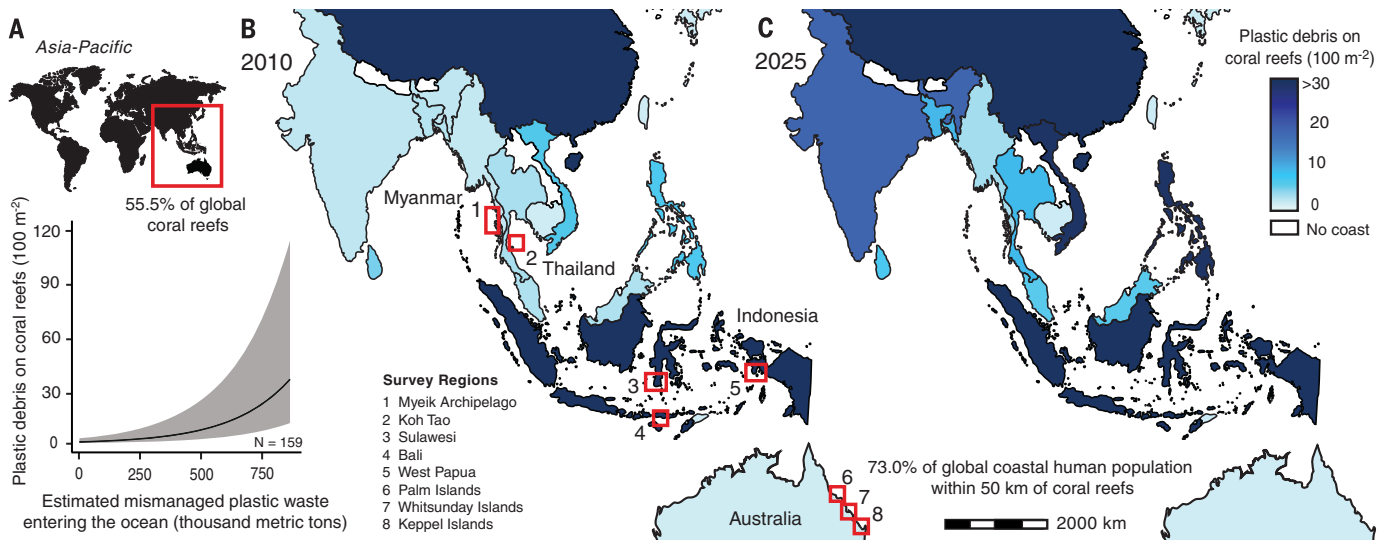 A
Asia-Pacific
55.5% of global
coral reefs
Plastic debris on coral reefs (100 m-2)
120
90
60
30
0
0
250
500
750
N = 159
Estimated mismanaged plastic waste
entering the ocean (thousand metric tons)
B
2010
Myanmar
1
2
Thailand
Indonesia
3
4
5
Survey Regions
1 Myeik Archipelago
2 Koh Tao
3 Sulawesi
4 Bali
5 West Papua
6 Palm Islands
7 Whitsunday Islands
8 Keppel Islands
6
7
8
Australia
C
2025
Plastic debris on
coral reefs (100 m-2)
>30
20
10
0
No coast
73.0% of global coastal human population
within 50 km of coral reefs
2000 km